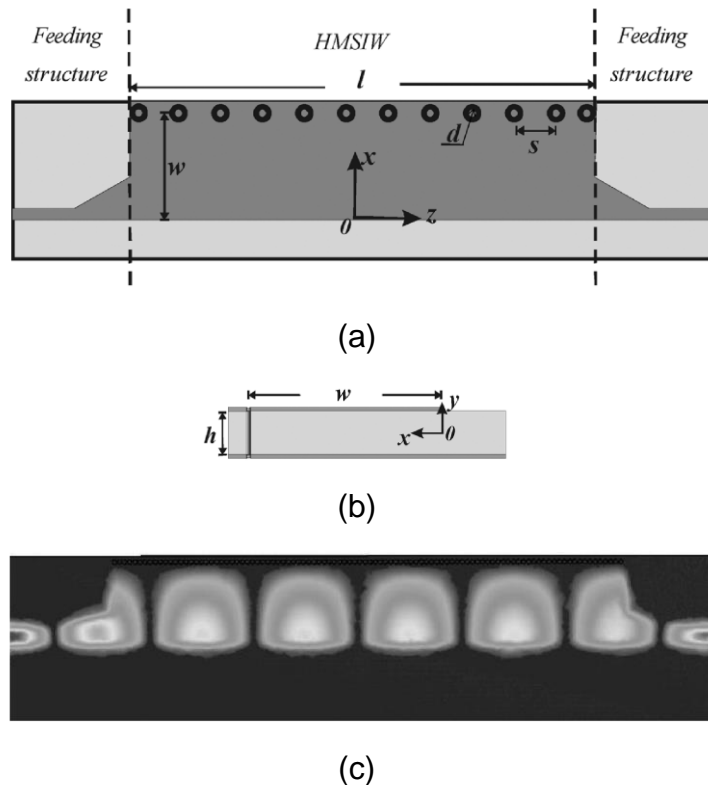 Feeding HMSIW Feeding
structure structure
l
w x d s
0 z
(a)
w y
h x 0
(b)
(c)